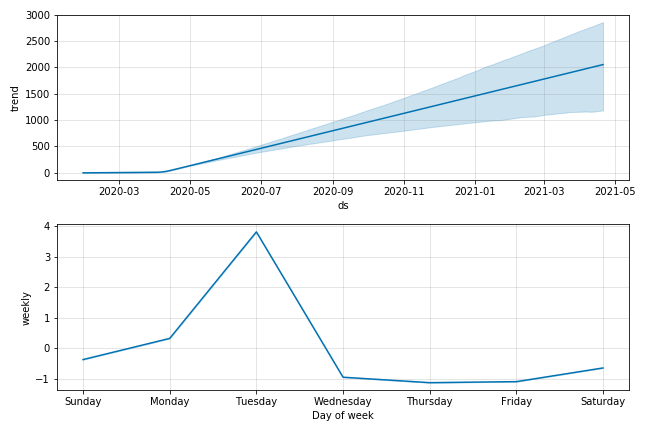 3000
2500
2000
1500
1000
500
0
trend
2020-03 2020-05 2020-07 2020-09 2020-11 2021-01 2021-03 2021-05
ds
4
3
2
1
0
−1
weekly
Sunday Monday Tuesday Wednesday Thursday Friday Saturday
Day of week